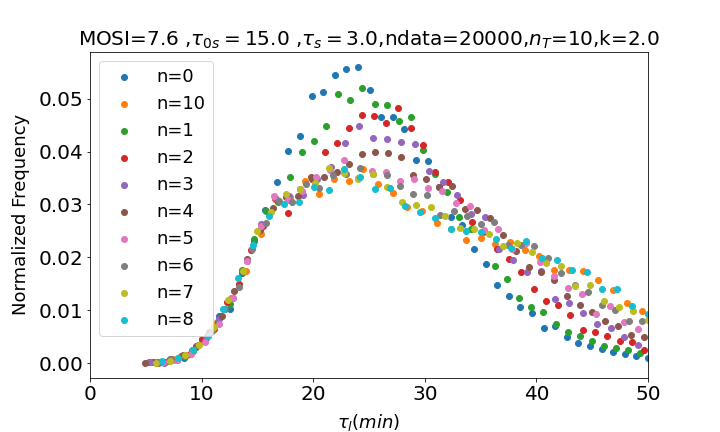 MOSI=7.6 ,τ₀ₛ = 15.0 ,τₛ = 3.0,ndata=20000,n_T=10,k=2.0
Normalized Frequency
0.05
0.04
0.03
0.02
0.01
0.00
n=0
n=10
n=1
n=2
n=3
n=4
n=5
n=6
n=7
n=8
0 10 20 30 40 50
τ_l(min)